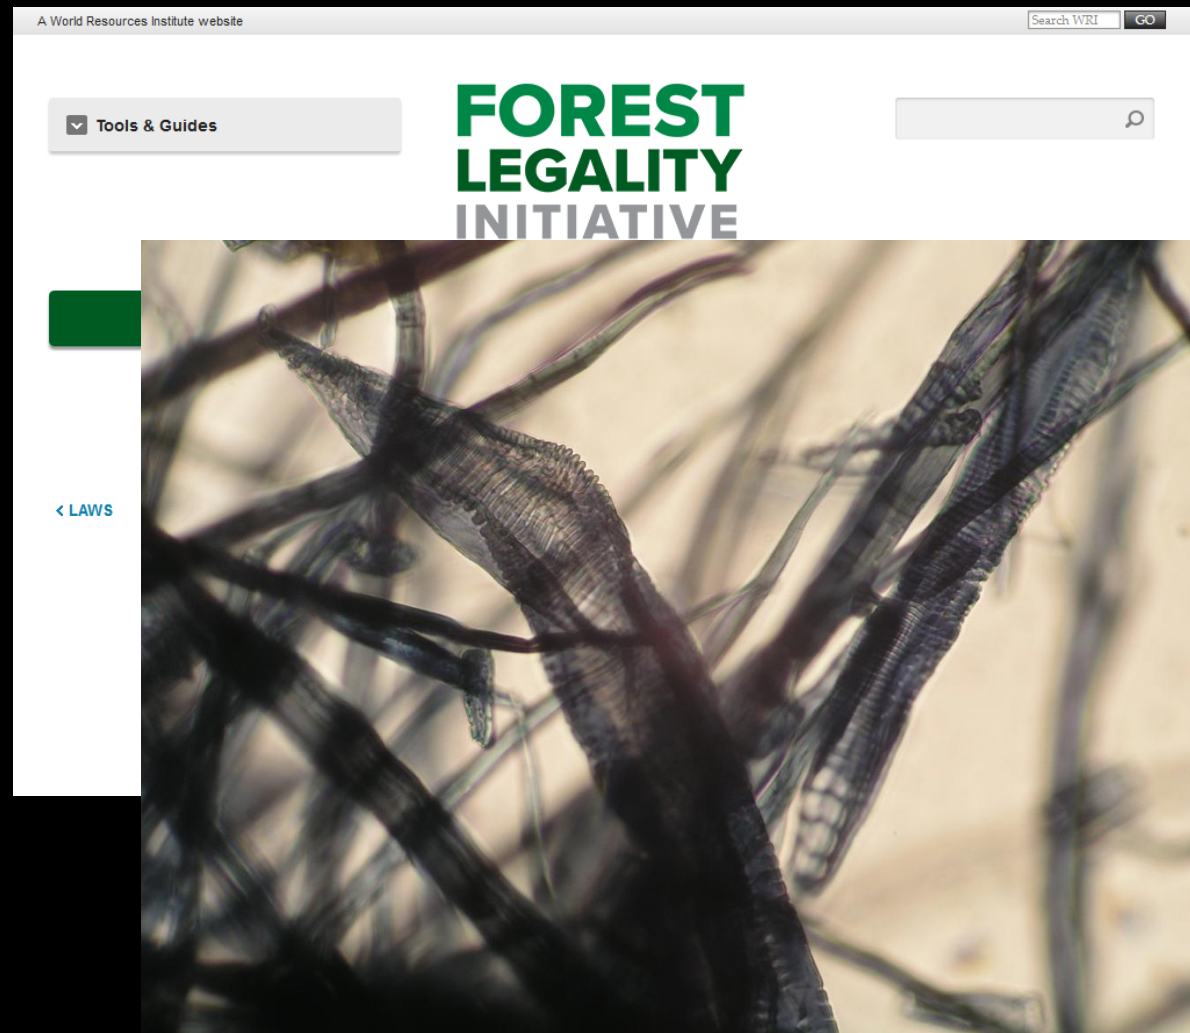 A World Resources Institute website
Search WRI
GO
Tools & Guides
FOREST
LEGALITY
INITIATIVE
< LAWS